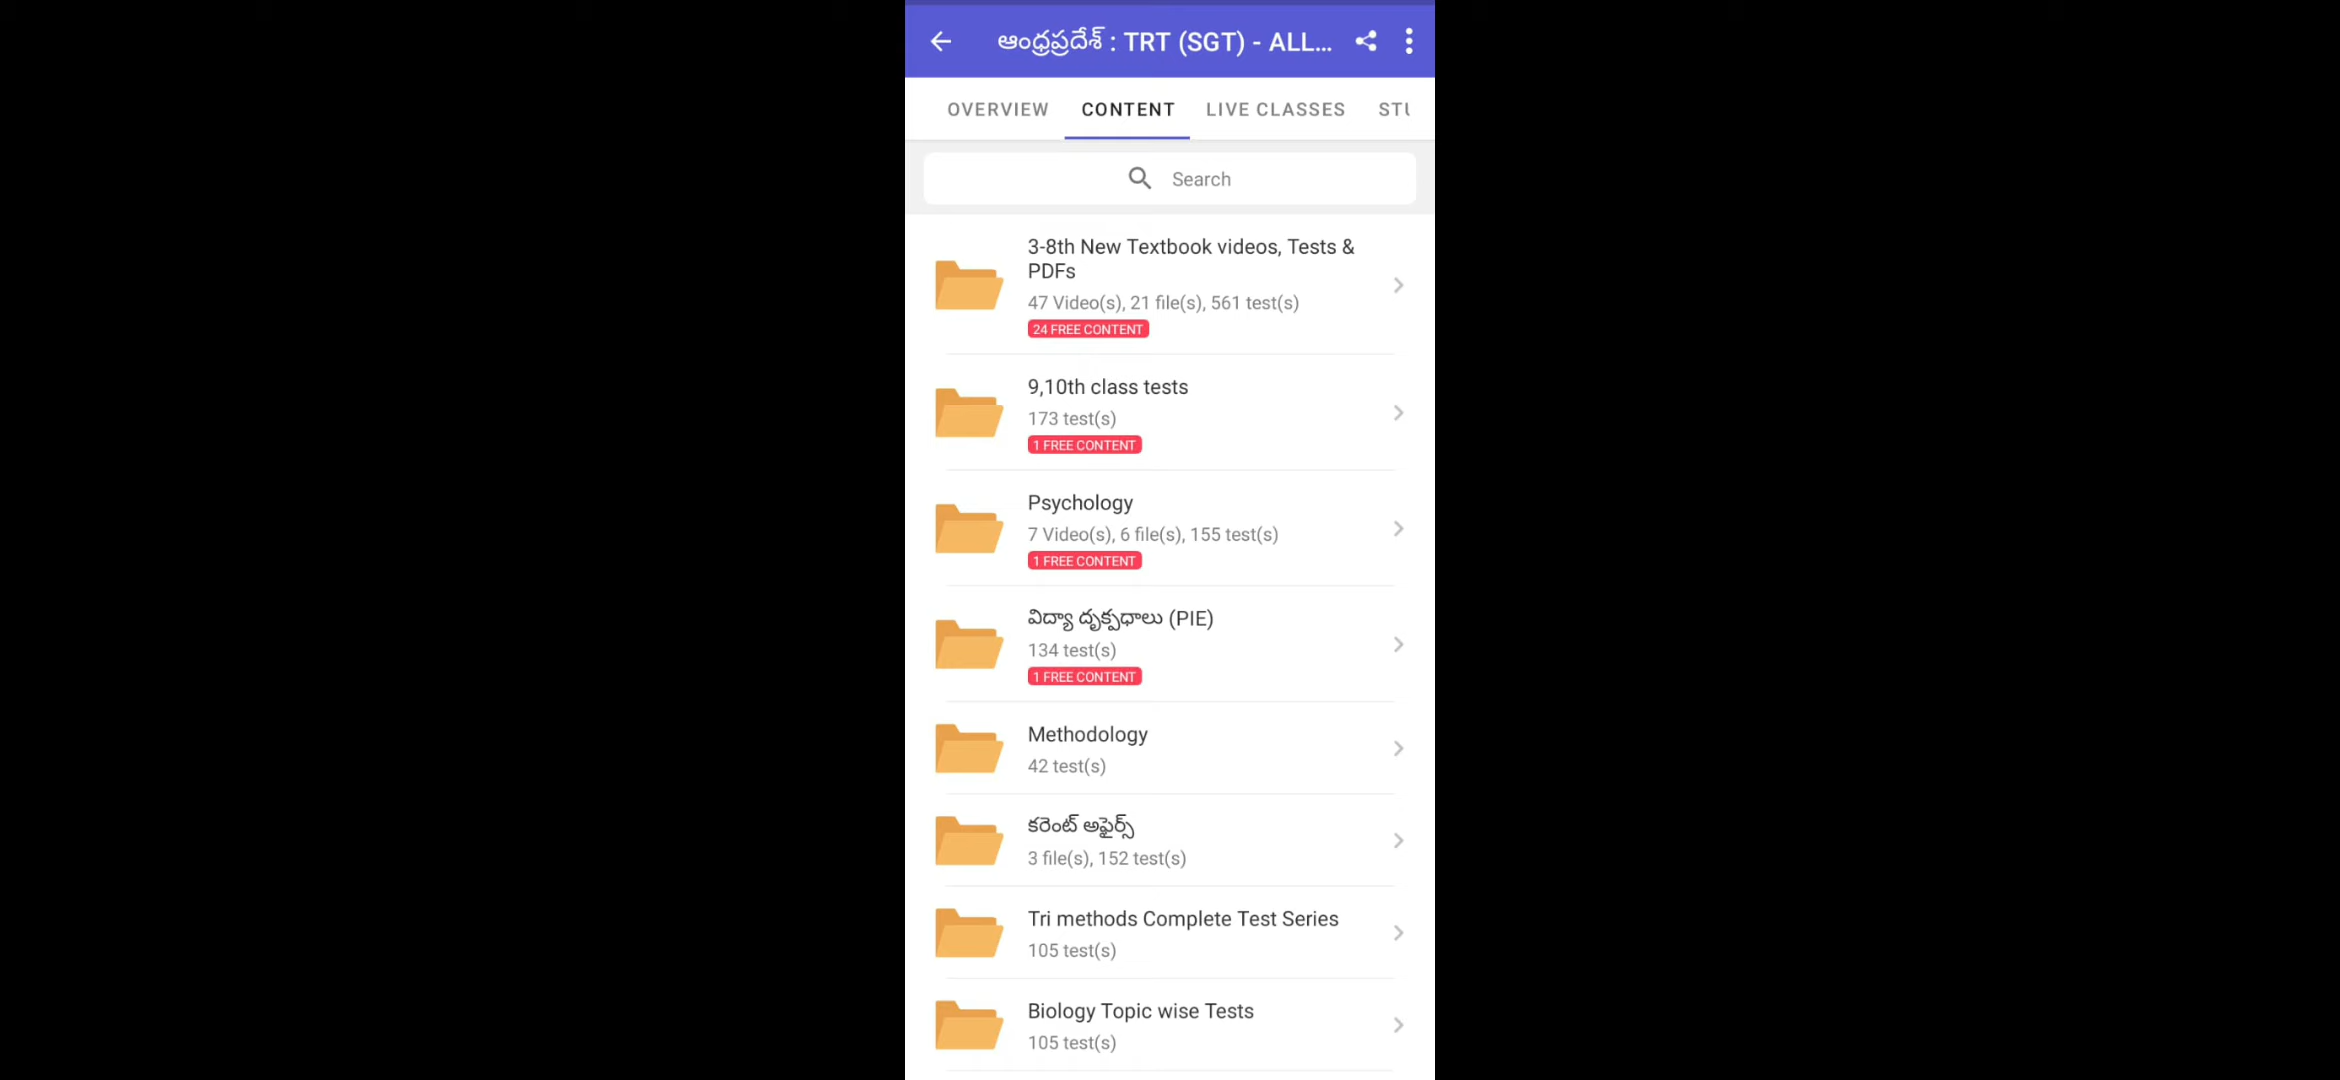 ఆంధ్రప్రదేశ్ : TRT (SGT) - ALL...
OVERVIEW CONTENT LIVE CLASSES STU
Search
3-8th New Textbook videos, Tests &
PDFs
47 Video(s), 21 file(s), 561 test(s)
24 FREE CONTENT
9,10th class tests
173 test(s)
1 FREE CONTENT
Psychology
7 Video(s), 6 file(s), 155 test(s)
1 FREE CONTENT
విద్యా దృక్పధాలు (PIE)
134 test(s)
1 FREE CONTENT
Methodology
42 test(s)
కరెంట్ అఫైర్స్
3 file(s), 152 test(s)
Tri methods Complete Test Series
105 test(s)
Biology Topic wise Tests
105 test(s)